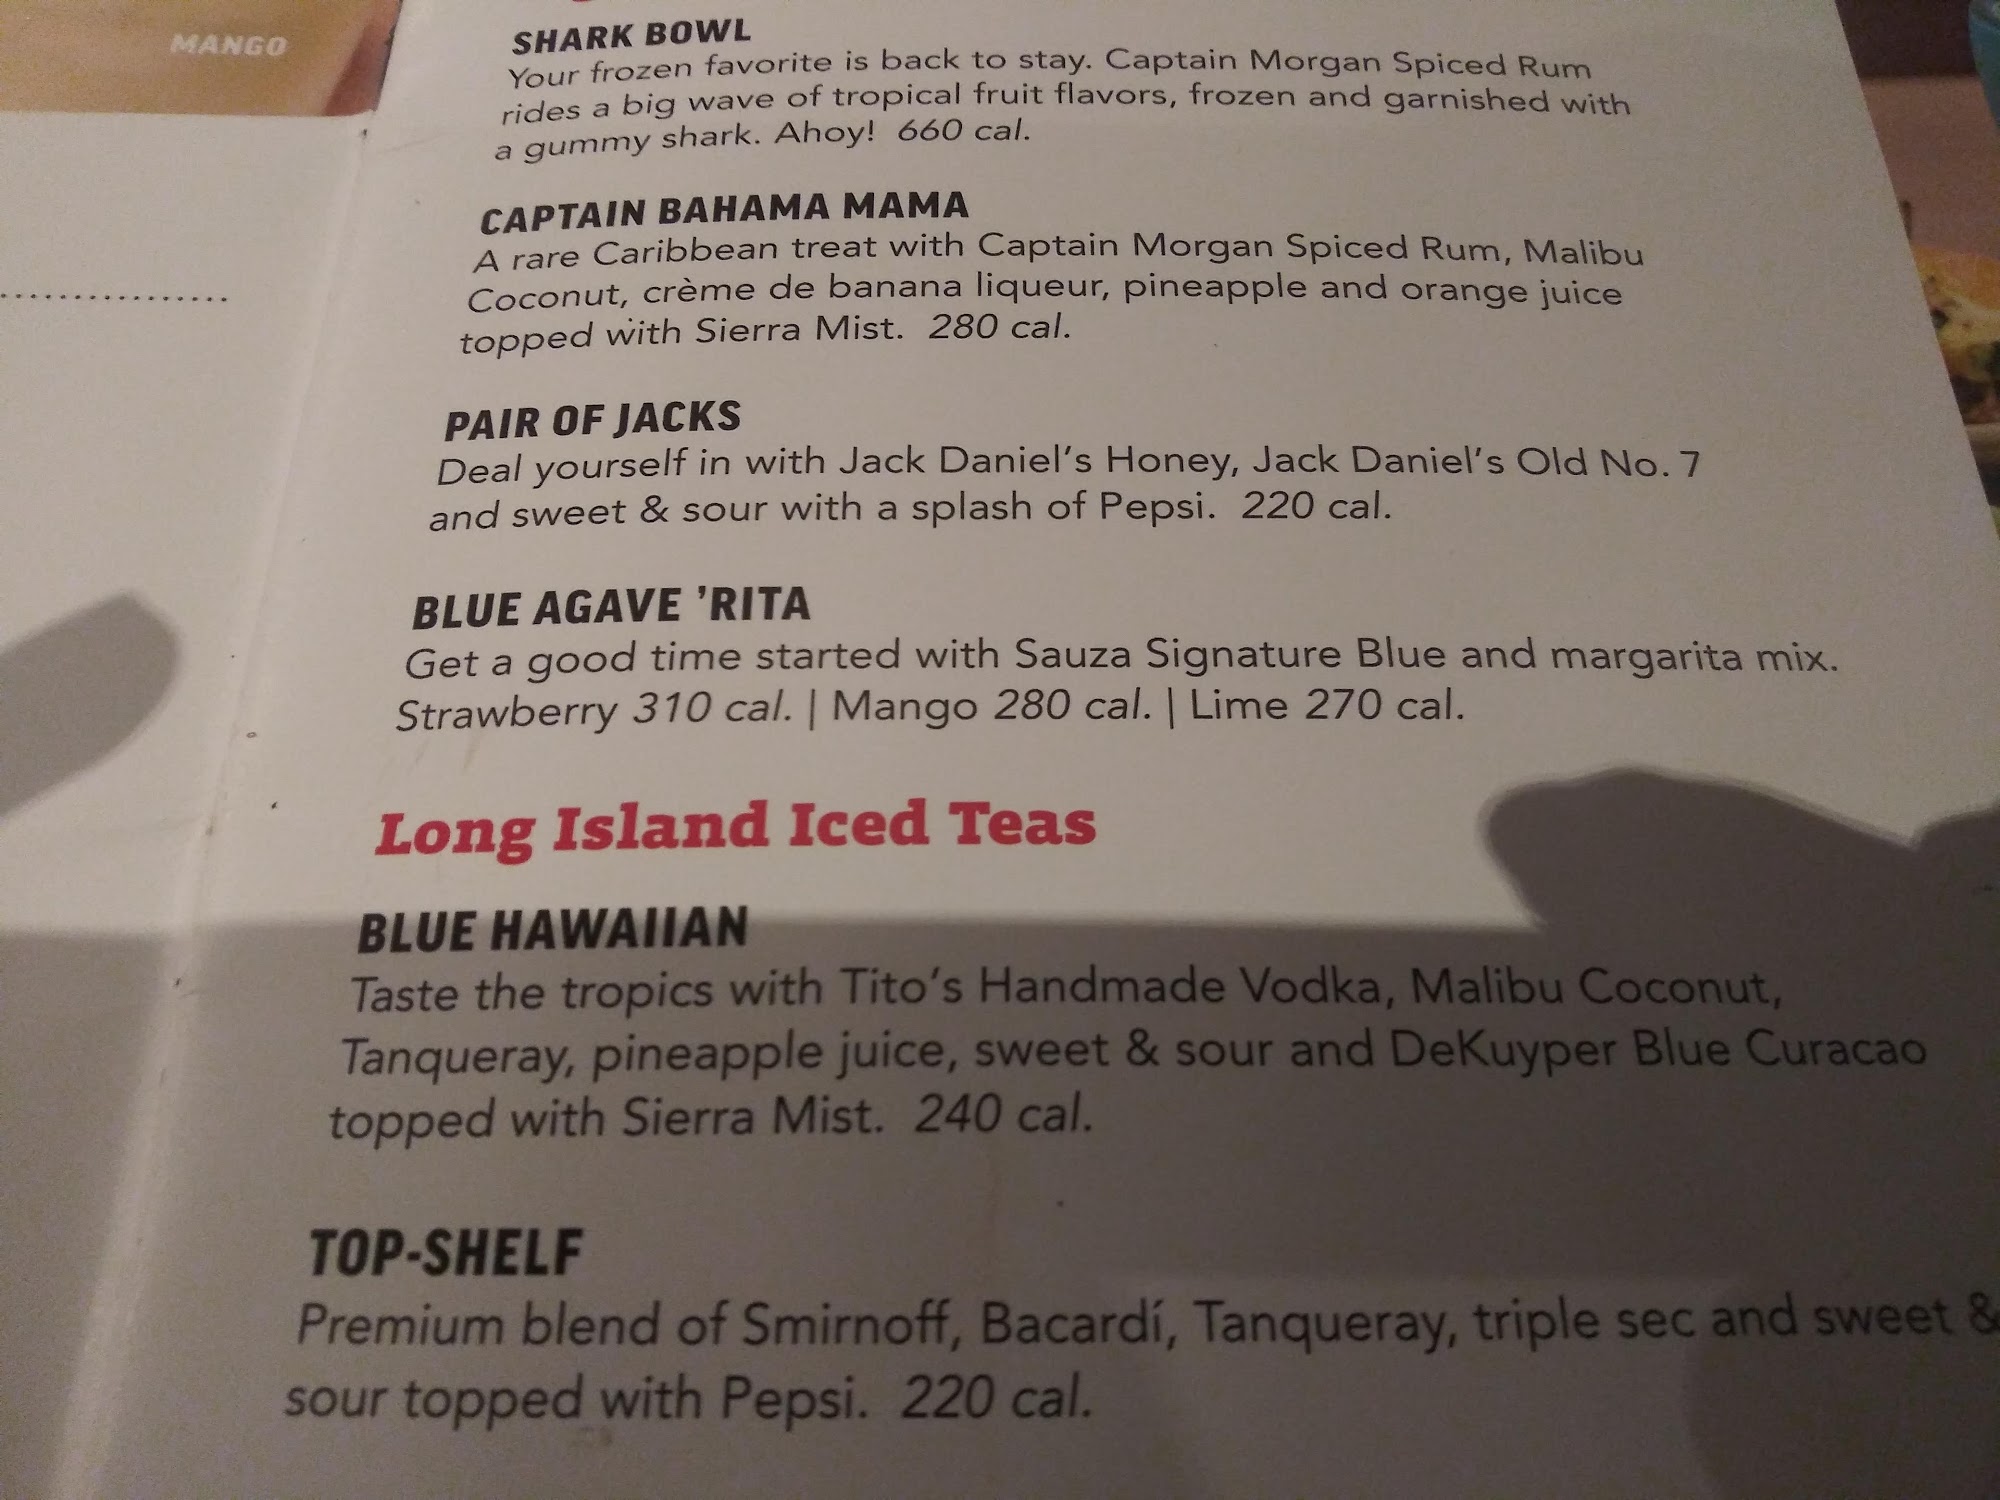 MANGO
SHARK BOWL
Your frozen favorite is back to stay. Captain Morgan Spiced Rum
rides a big wave of tropical fruit flavors, frozen and garnished with
a gummy shark. Ahoy! 660 cal.
CAPTAIN BAHAMA MAMA
A rare Caribbean treat with Captain Morgan Spiced Rum, Malibu
Coconut, crème de banana liqueur, pineapple and orange juice
topped with Sierra Mist. 280 cal.
PAIR OF JACKS
Deal yourself in with Jack Daniel's Honey, Jack Daniel's Old No. 7
and sweet & sour with a splash of Pepsi. 220 cal.
BLUE AGAVE 'RITA
Get a good time started with Sauza Signature Blue and margarita mix.
Strawberry 310 cal. | Mango 280 cal. | Lime 270 cal.
Long Island Iced Teas
BLUE HAWAIIAN
Taste the tropics with Tito's Handmade Vodka, Malibu Coconut,
Tanqueray, pineapple juice, sweet & sour and DeKuyper Blue Curacao
topped with Sierra Mist. 240 cal.
TOP-SHELF
Premium blend of Smirnoff, Bacardí, Tanqueray, triple sec and sweet &
sour topped with Pepsi. 220 cal.